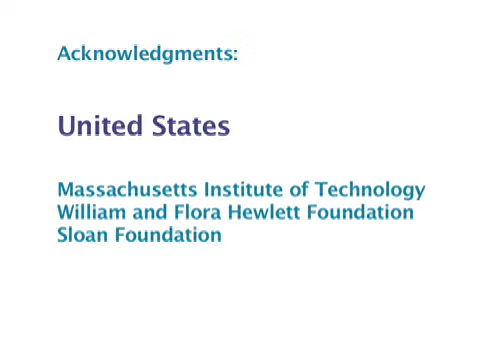 Acknowledgments:
United States
Massachusetts Institute of Technology
William and Flora Hewlett Foundation
Sloan Foundation